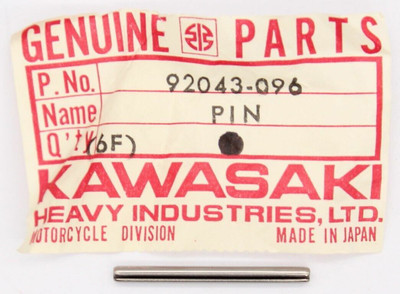 GENUINE PARTS
P. No. 92043-096
Name PIN
Q'ty (6F)
KAWASAKI
HEAVY INDUSTRIES, LTD.
MOTORCYCLE DIVISION MADE IN JAPAN